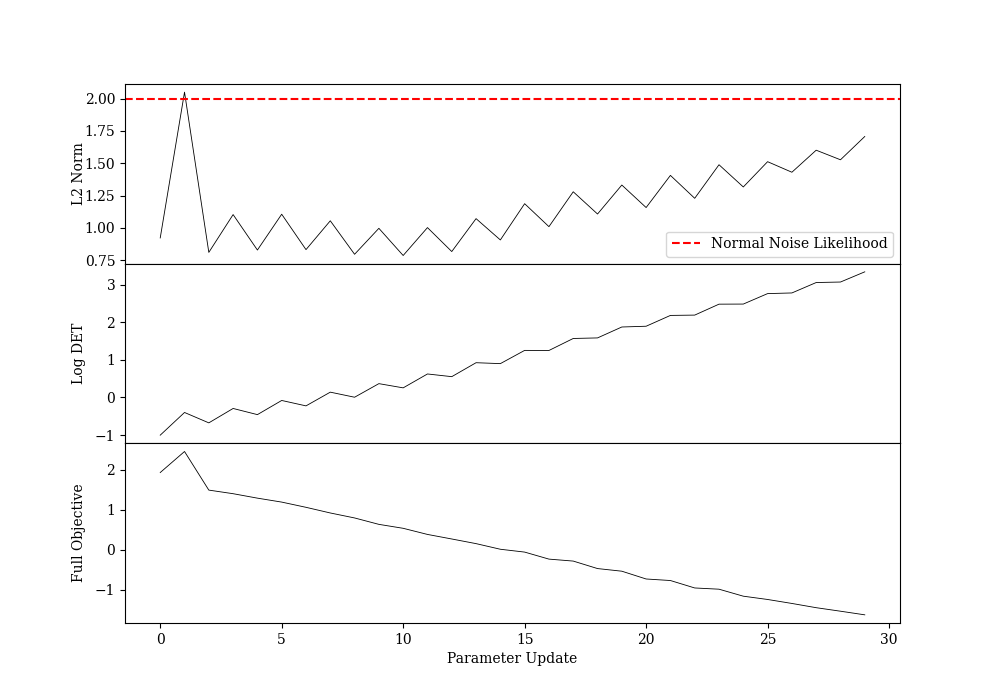 2.00
1.75
1.50
1.25
1.00
0.75
L2 Norm
Normal Noise Likelihood
3
2
1
0
−1
Log DET
2
1
0
−1
Full Objective
0 5 10 15 20 25 30
Parameter Update